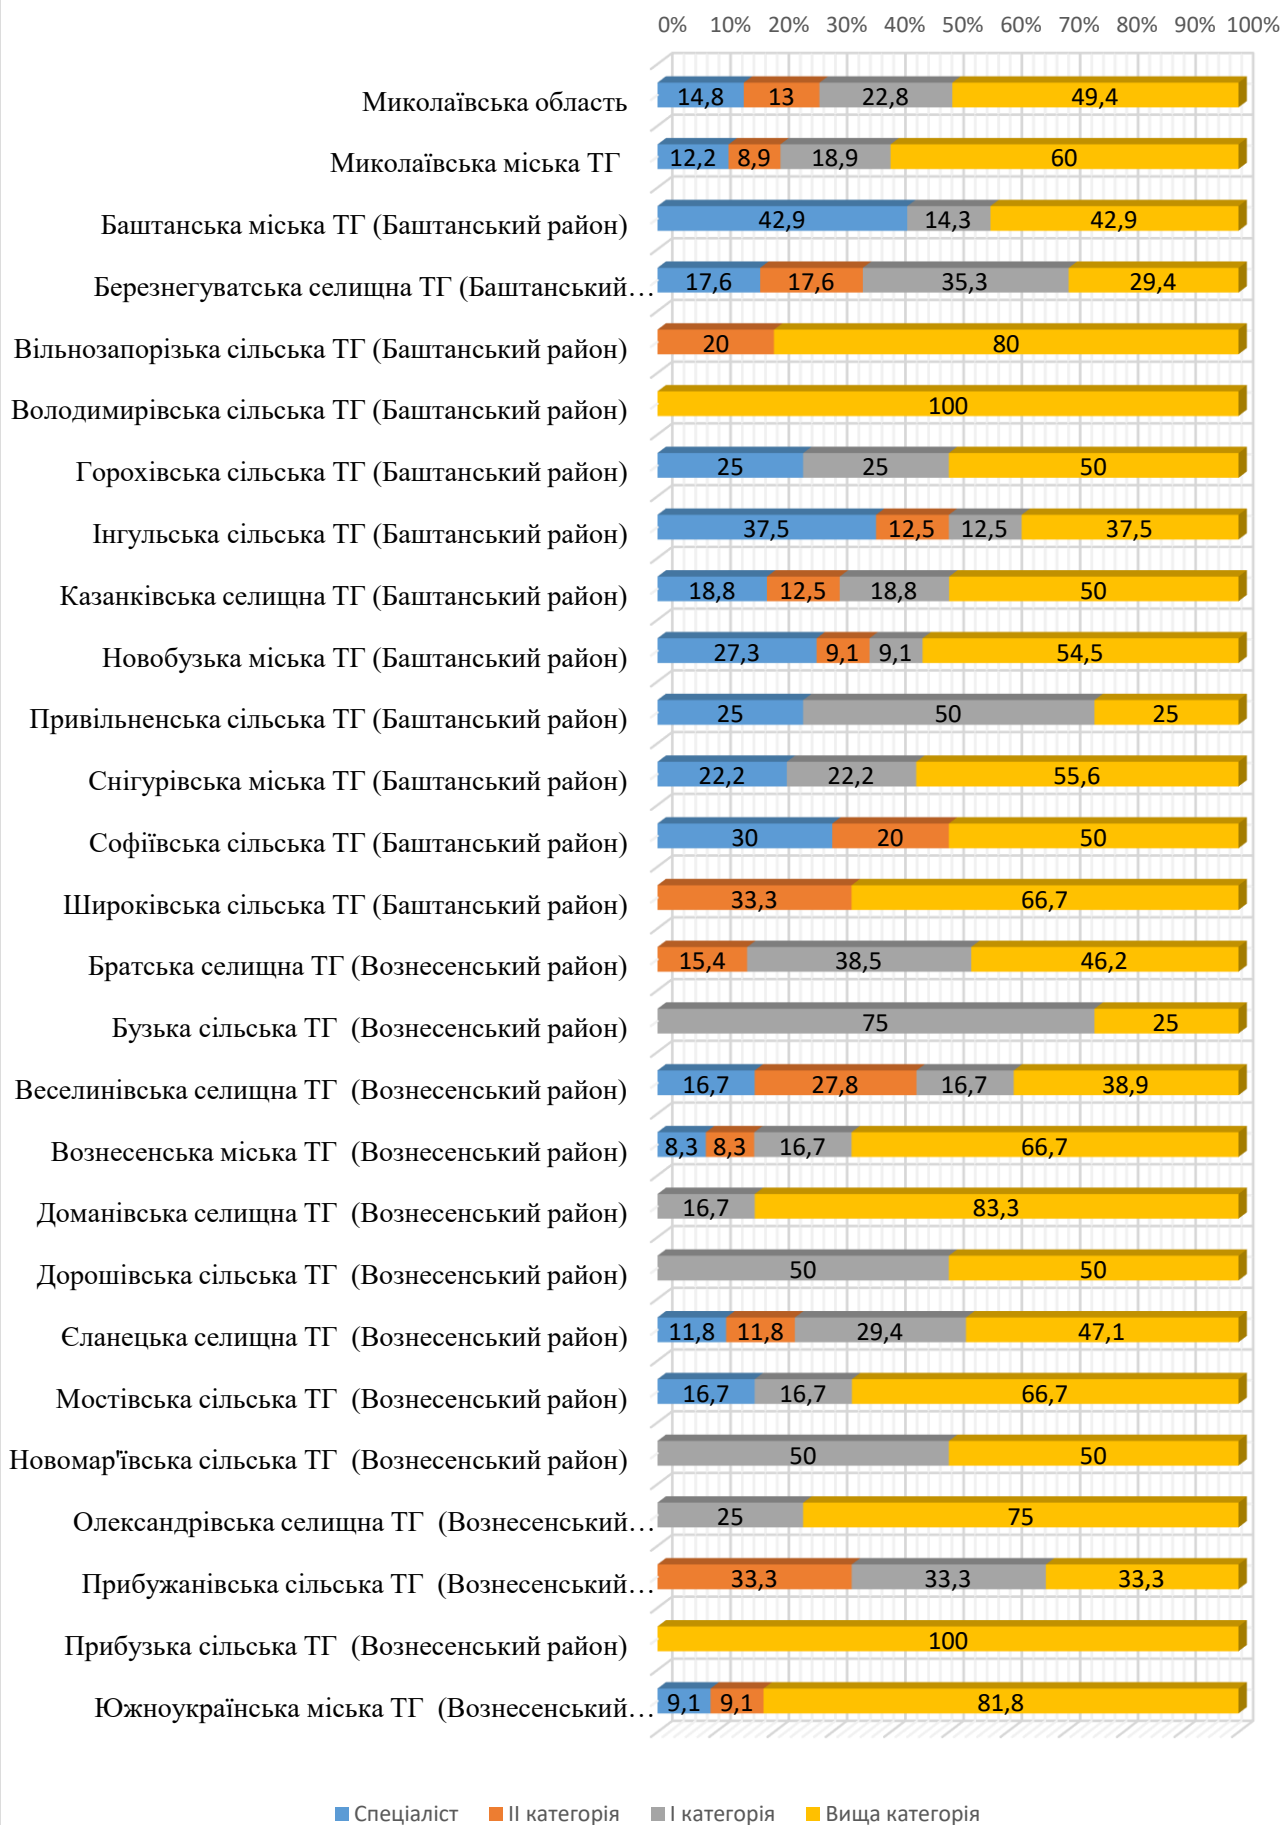 0% 10% 20% 30% 40% 50% 60% 70% 80% 90% 100%
Миколаївська область 14,8 13 22,8 49,4
Миколаївська міська ТГ 12,2 8,9 18,9 60
Баштанська міська ТГ (Баштанський район) 42,9 14,3 42,9
Березнегуватська селищна ТГ (Баштанський… 17,6 17,6 35,3 29,4
Вільнозапорізька сільська ТГ (Баштанський район) 20 80
Володимирівська сільська ТГ (Баштанський район) 100
Горохівська сільська ТГ (Баштанський район) 25 25 50
Інгульська сільська ТГ (Баштанський район) 37,5 12,5 12,5 37,5
Казанківська селищна ТГ (Баштанський район) 18,8 12,5 18,8 50
Новобузька міська ТГ (Баштанський район) 27,3 9,1 9,1 54,5
Привільненська сільська ТГ (Баштанський район) 25 50 25
Снігурівська міська ТГ (Баштанський район) 22,2 22,2 55,6
Софіївська сільська ТГ (Баштанський район) 30 20 50
Широківська сільська ТГ (Баштанський район) 33,3 66,7
Братська селищна ТГ (Вознесенський район) 15,4 38,5 46,2
Бузька сільська ТГ (Вознесенський район) 75 25
Веселинівська селищна ТГ (Вознесенський район) 16,7 27,8 16,7 38,9
Вознесенська міська ТГ (Вознесенський район) 8,3 8,3 16,7 66,7
Доманівська селищна ТГ (Вознесенський район) 16,7 83,3
Дорошівська сільська ТГ (Вознесенський район) 50 50
Єланецька селищна ТГ (Вознесенський район) 11,8 11,8 29,4 47,1
Мостівська сільська ТГ (Вознесенський район) 16,7 16,7 66,7
Новомар'ївська сільська ТГ (Вознесенський район) 50 50
Олександрівська селищна ТГ (Вознесенський… 25 75
Прибужанівська сільська ТГ (Вознесенський… 33,3 33,3 33,3
Прибузька сільська ТГ (Вознесенський район) 100
Южноукраїнська міська ТГ (Вознесенський… 9,1 9,1 81,8
Спеціаліст ІІ категорія І категорія Вища категорія